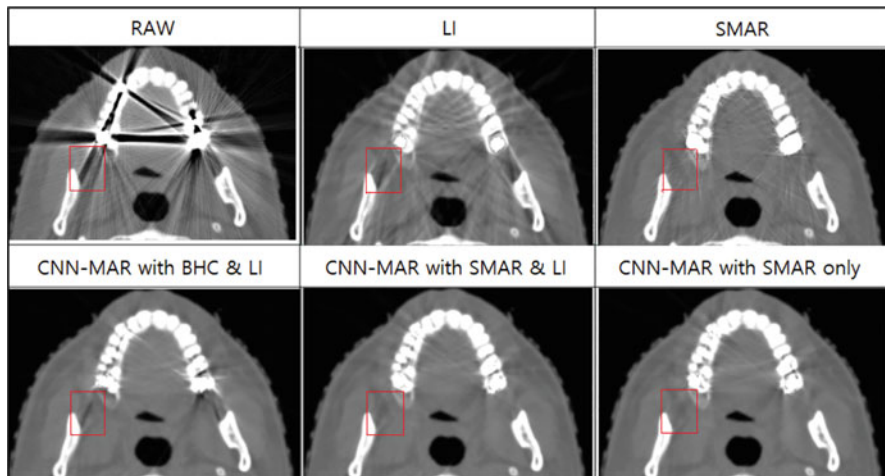 RAW
LI
SMAR
CNN-MAR with BHC & LI
CNN-MAR with SMAR & LI
CNN-MAR with SMAR only